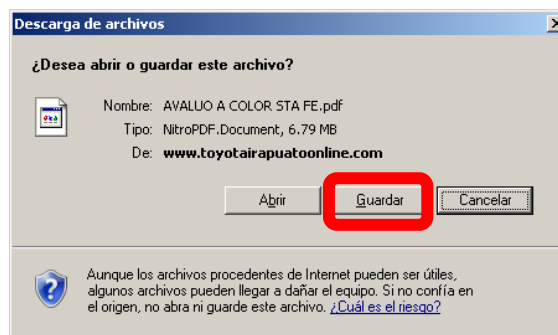 Descarga de archivos
¿Desea abrir o guardar este archivo?
Nombre: AVALUO A COLOR STA FE.pdf
Tipo: NitroPDF.Document, 6.79 MB
De: www.toyotairapuatoonline.com
Abrir Guardar Cancelar
Aunque los archivos procedentes de Internet pueden ser útiles,
algunos archivos pueden llegar a dañar el equipo. Si no confía en
el origen, no abra ni guarde este archivo. ¿Cuál es el riesgo?